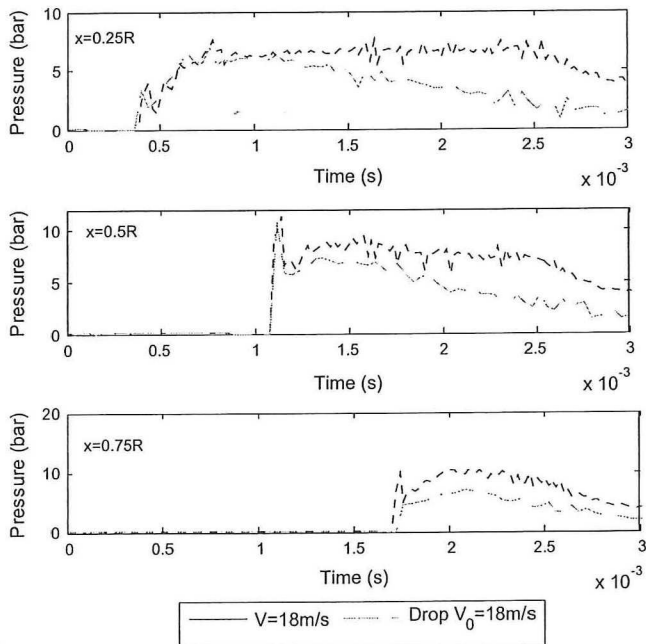 10
x=0.25R
5
0
Pressure (bar)
0 0.5 1 1.5 2 2.5 3
Time (s)
x 10⁻³
x=0.5R
10
5
0
Pressure (bar)
0 0.5 1 1.5 2 2.5 3
Time (s)
x 10⁻³
20
x=0.75R
10
0
Pressure (bar)
0 0.5 1 1.5 2 2.5 3
Time (s)
x 10⁻³
V=18m/s Drop V₀=18m/s